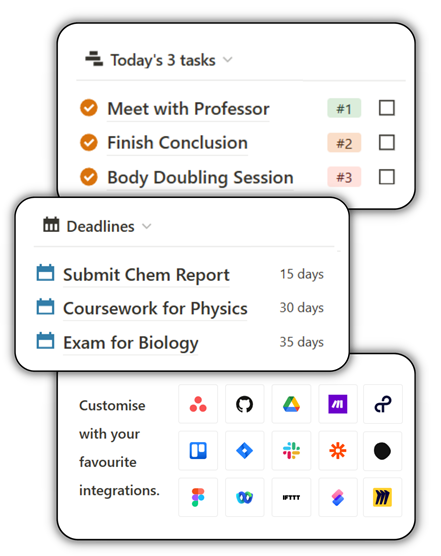 Today's 3 tasks
Meet with Professor #1
Finish Conclusion #2
Body Doubling Session #3
Deadlines
Submit Chem Report 15 days
Coursework for Physics 30 days
Exam for Biology 35 days
Customise
with your
favourite
integrations.
IFTTT